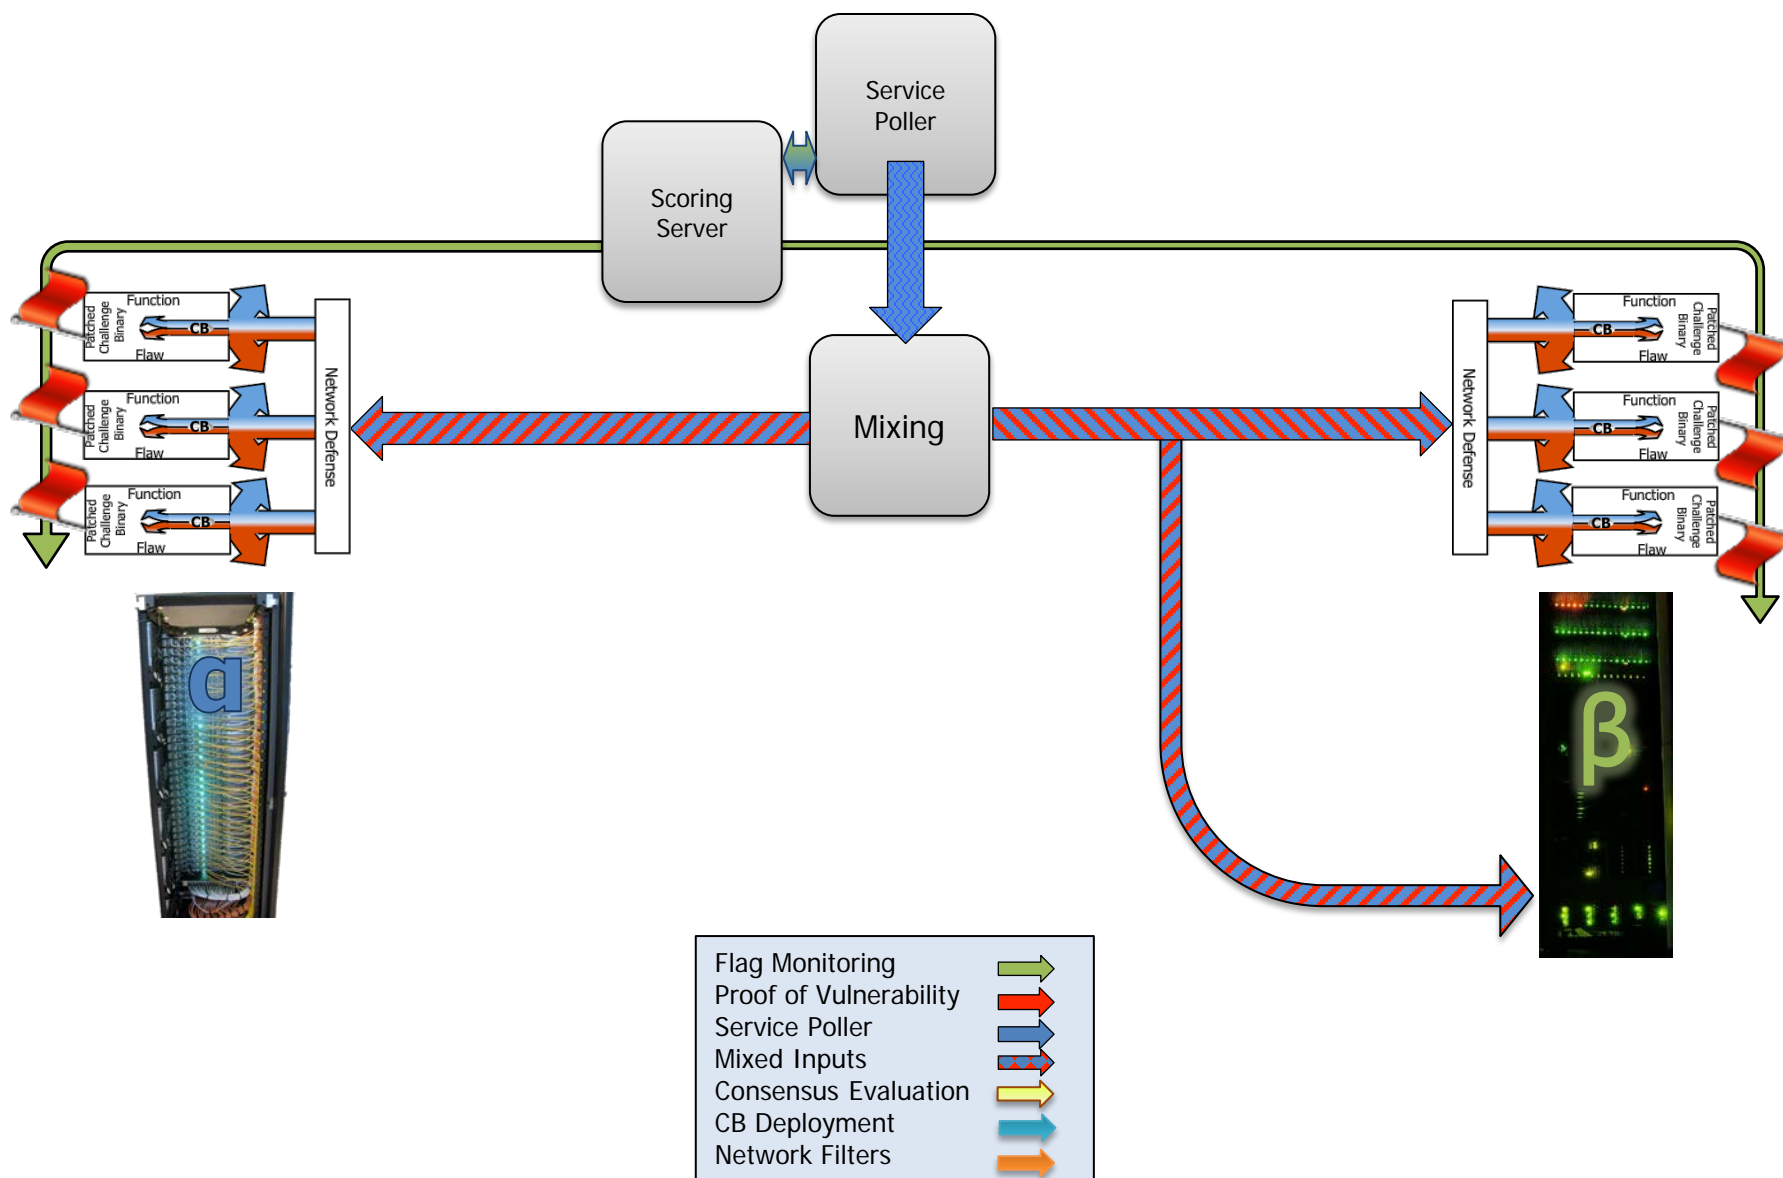 Service
Poller
Scoring
Server
Mixing
Patched
Challenge
Binary
Function
CB
Flaw
Patched
Challenge
Binary
Function
CB
Flaw
Patched
Challenge
Binary
Function
CB
Flaw
Network Defense
Network Defense
Function
CB
Flaw
Patched
Challenge
Binary
Function
CB
Flaw
Patched
Challenge
Binary
Function
CB
Flaw
Patched
Challenge
Binary
α
β
Flag Monitoring
Proof of Vulnerability
Service Poller
Mixed Inputs
Consensus Evaluation
CB Deployment
Network Filters